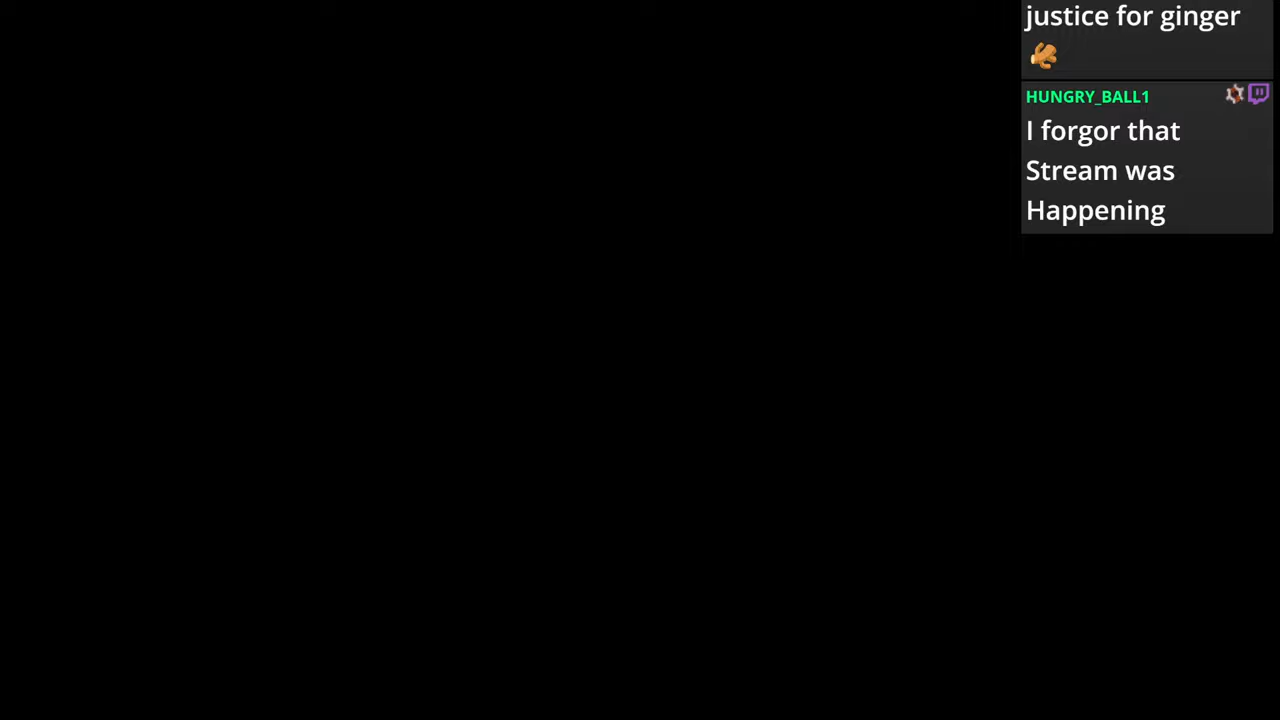 justice for ginger
🫚
HUNGRY_BALL1
I forgor that
Stream was
Happening